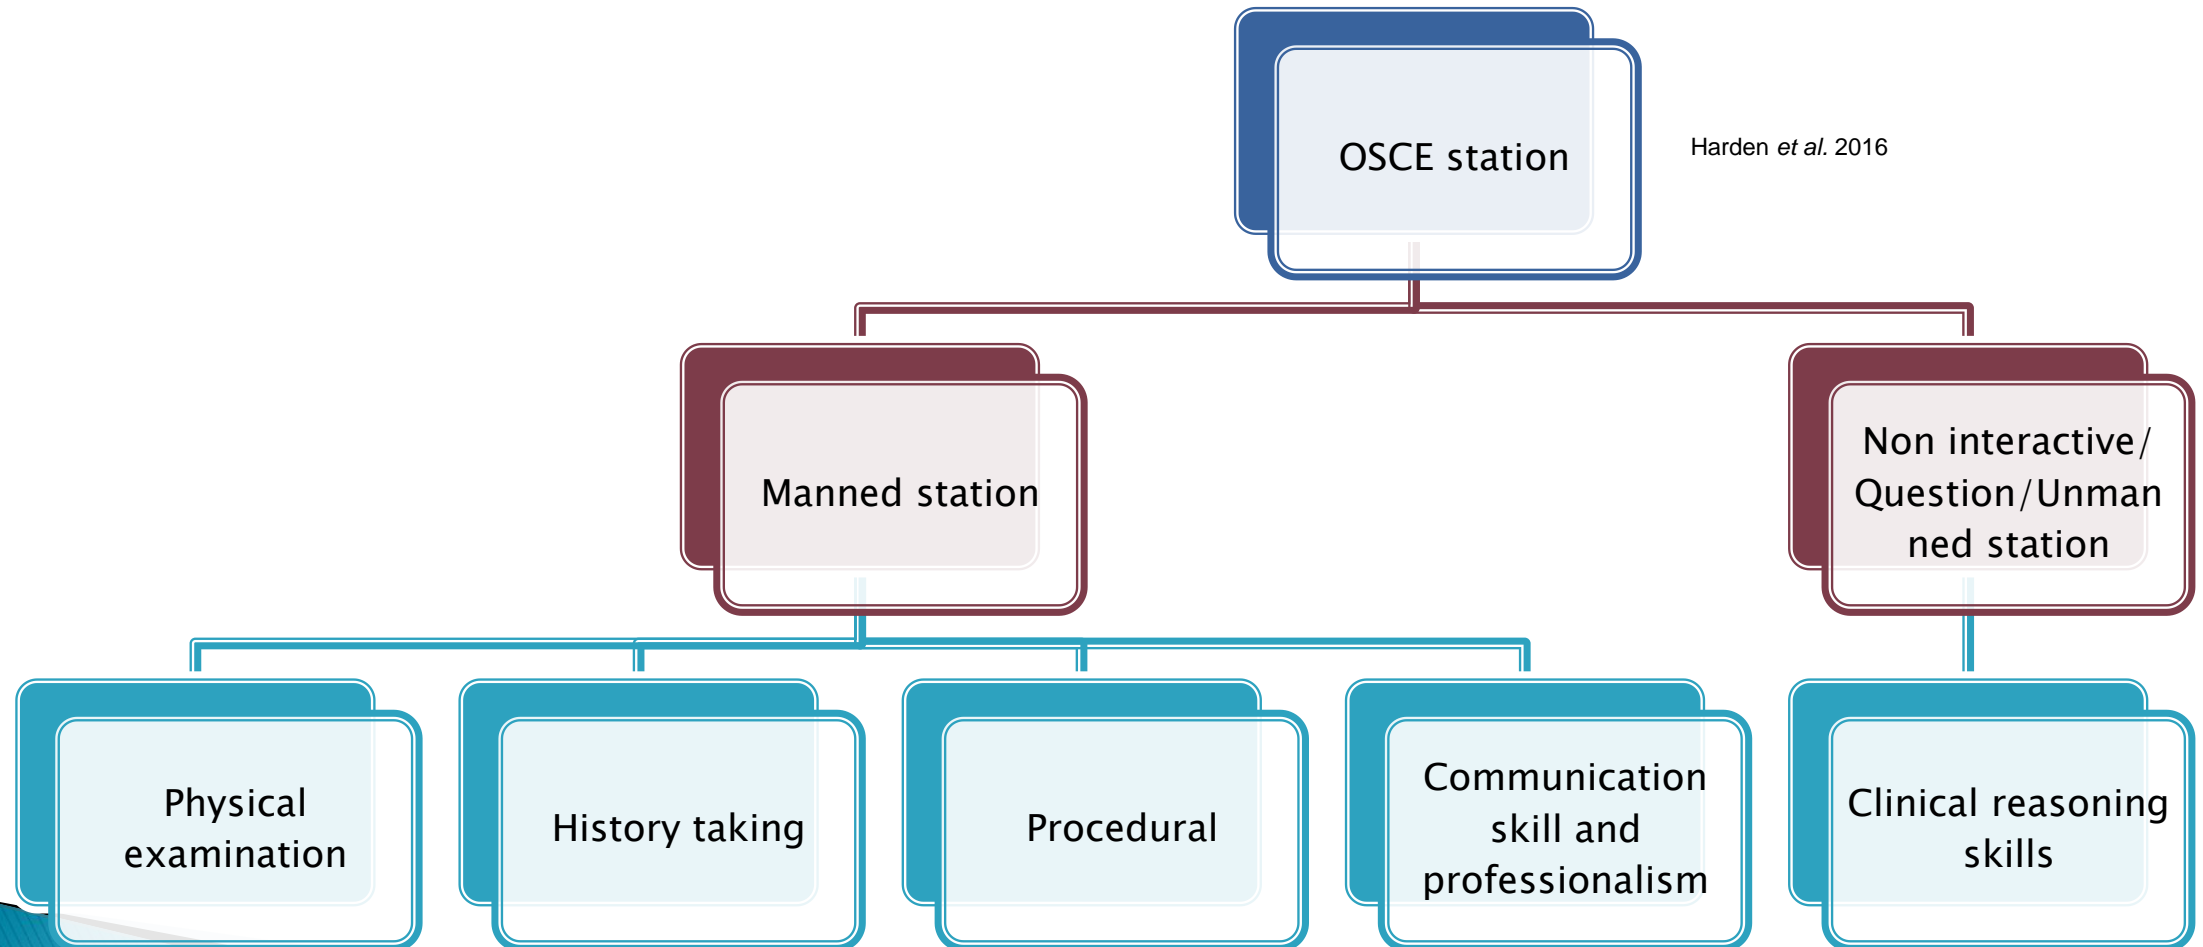 OSCE station
Harden et al. 2016
Manned station
Non interactive/
Question/Unman
ned station
Physical
examination
History taking
Procedural
Communication
skill and
professionalism
Clinical reasoning
skills